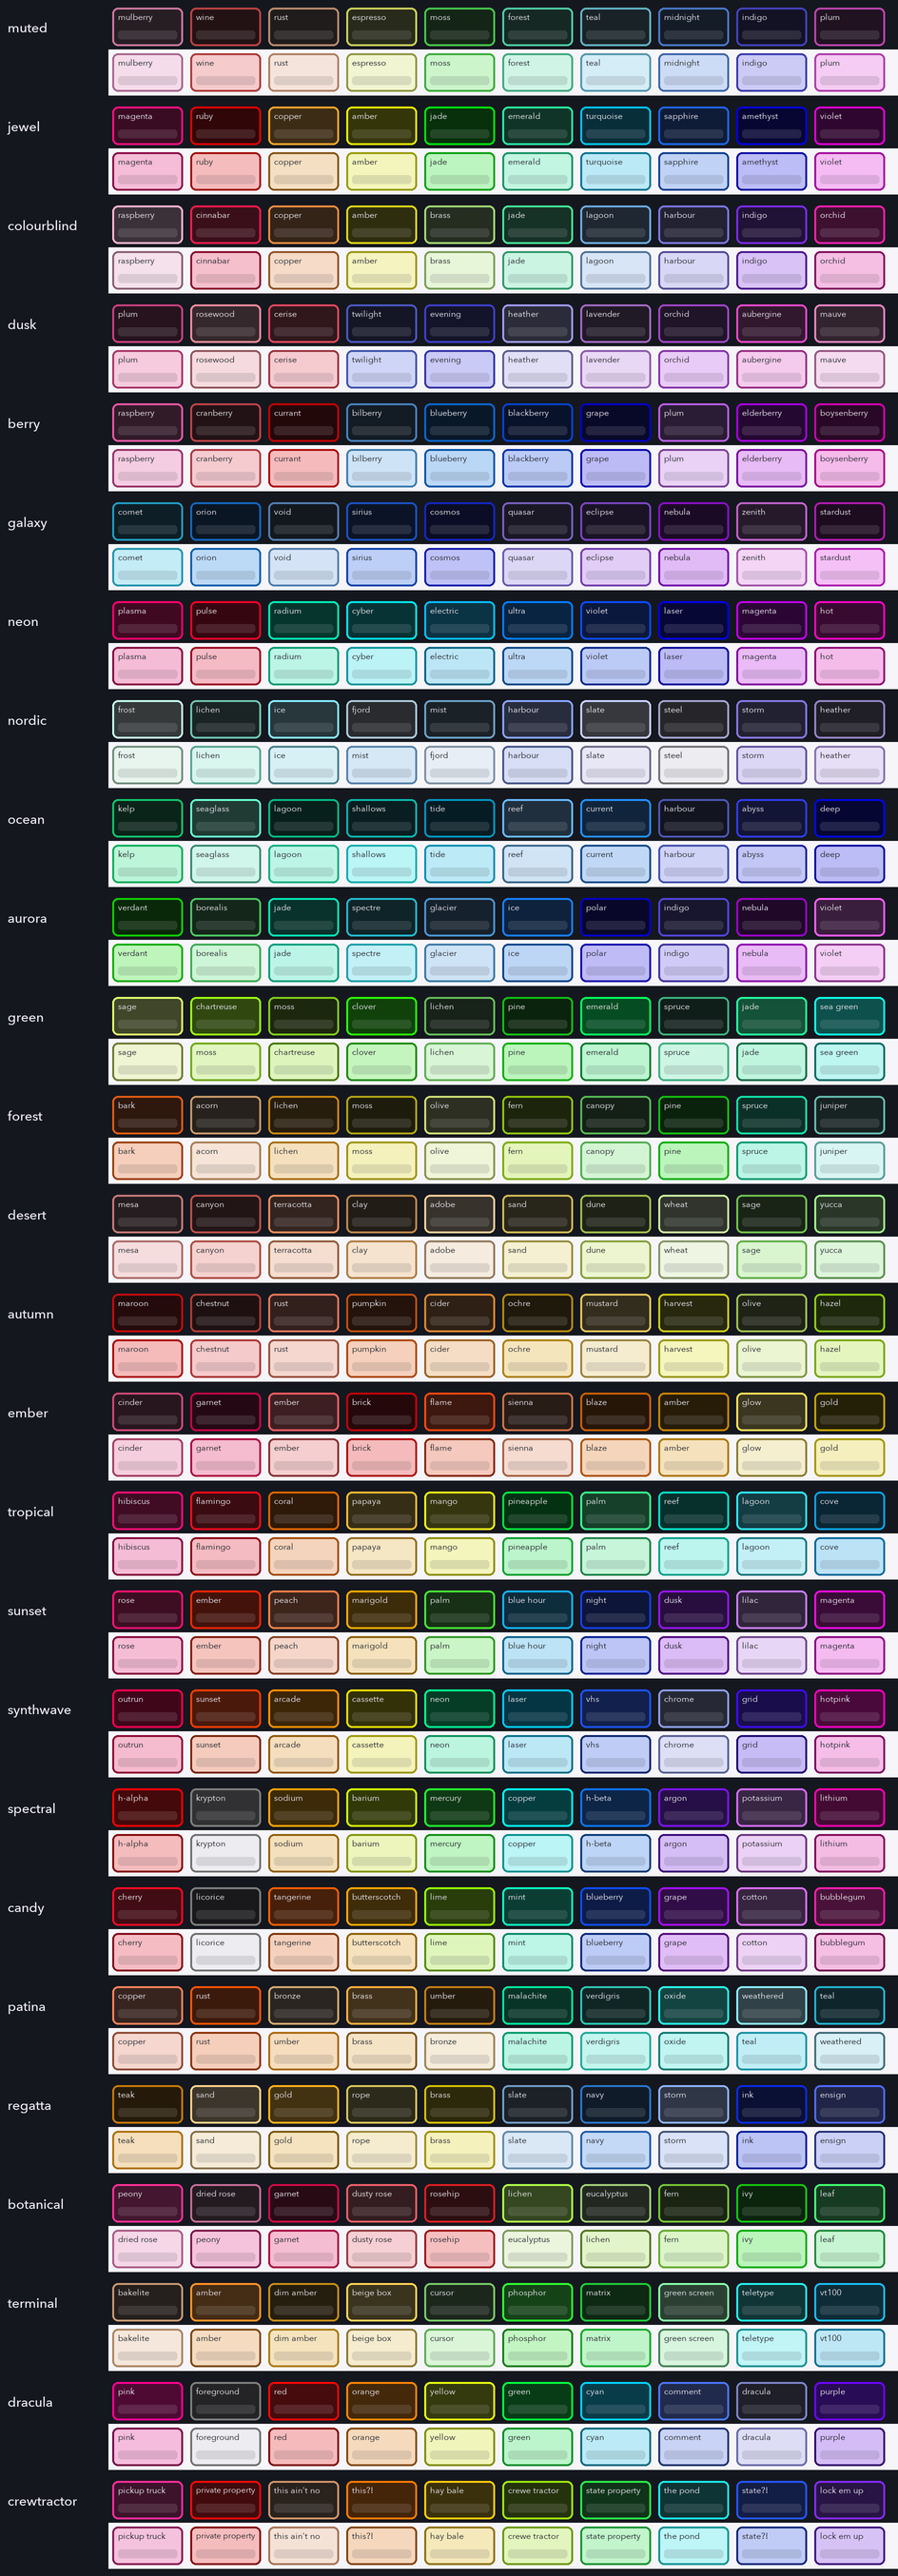 muted
mulberry wine rust espresso moss forest teal midnight indigo plum
mulberry wine rust espresso moss forest teal midnight indigo plum
jewel
magenta ruby copper amber jade emerald turquoise sapphire amethyst violet
magenta ruby copper amber jade emerald turquoise sapphire amethyst violet
colourblind
raspberry cinnabar copper amber brass jade lagoon harbour indigo orchid
raspberry cinnabar copper amber brass jade lagoon harbour indigo orchid
dusk
plum rosewood cerise twilight evening heather lavender orchid aubergine mauve
plum rosewood cerise twilight evening heather lavender orchid aubergine mauve
berry
raspberry cranberry currant bilberry blueberry blackberry grape plum elderberry boysenberry
raspberry cranberry currant bilberry blueberry blackberry grape plum elderberry boysenberry
galaxy
comet orion void sirius cosmos quasar eclipse nebula zenith stardust
comet orion void sirius cosmos quasar eclipse nebula zenith stardust
neon
plasma pulse radium cyber electric ultra violet laser magenta hot
plasma pulse radium cyber electric ultra violet laser magenta hot
nordic
frost lichen ice fjord mist harbour slate steel storm heather
frost lichen ice mist fjord harbour slate steel storm heather
ocean
kelp seaglass lagoon shallows tide reef current harbour abyss deep
kelp seaglass lagoon shallows tide reef current harbour abyss deep
aurora
verdant borealis jade spectre glacier ice polar indigo nebula violet
verdant borealis jade spectre glacier ice polar indigo nebula violet
green
sage chartreuse moss clover lichen pine emerald spruce jade sea green
sage moss chartreuse clover lichen pine emerald spruce jade sea green
forest
bark acorn lichen moss olive fern canopy pine spruce juniper
bark acorn lichen moss olive fern canopy pine spruce juniper
desert
mesa canyon terracotta clay adobe sand dune wheat sage yucca
mesa canyon terracotta clay adobe sand dune wheat sage yucca
autumn
maroon chestnut rust pumpkin cider ochre mustard harvest olive hazel
maroon chestnut rust pumpkin cider ochre mustard harvest olive hazel
ember
cinder garnet ember brick flame sienna blaze amber glow gold
cinder garnet ember brick flame sienna blaze amber glow gold
tropical
hibiscus flamingo coral papaya mango pineapple palm reef lagoon cove
hibiscus flamingo coral papaya mango pineapple palm reef lagoon cove
sunset
rose ember peach marigold palm blue hour night dusk lilac magenta
rose ember peach marigold palm blue hour night dusk lilac magenta
synthwave
outrun sunset arcade cassette neon laser vhs chrome grid hotpink
outrun sunset arcade cassette neon laser vhs chrome grid hotpink
spectral
h-alpha krypton sodium barium mercury copper h-beta argon potassium lithium
h-alpha krypton sodium barium mercury copper h-beta argon potassium lithium
candy
cherry licorice tangerine butterscotch lime mint blueberry grape cotton bubblegum
cherry licorice tangerine butterscotch lime mint blueberry grape cotton bubblegum
patina
copper rust bronze brass umber malachite verdigris oxide weathered teal
copper rust umber brass bronze malachite verdigris oxide teal weathered
regatta
teak sand gold rope brass slate navy storm ink ensign
teak sand gold rope brass slate navy storm ink ensign
botanical
peony dried rose garnet dusty rose rosehip lichen eucalyptus fern ivy leaf
dried rose peony garnet dusty rose rosehip eucalyptus lichen fern ivy leaf
terminal
bakelite amber dim amber beige box cursor phosphor matrix green screen teletype vt100
bakelite amber dim amber beige box cursor phosphor matrix green screen teletype vt100
dracula
pink foreground red orange yellow green cyan comment dracula purple
pink foreground red orange yellow green cyan comment dracula purple
crewtractor
pickup truck private property this ain't no this?! hay bale crewe tractor state property the pond state?! lock em up
pickup truck private property this ain't no this?! hay bale crewe tractor state property the pond state?! lock em up